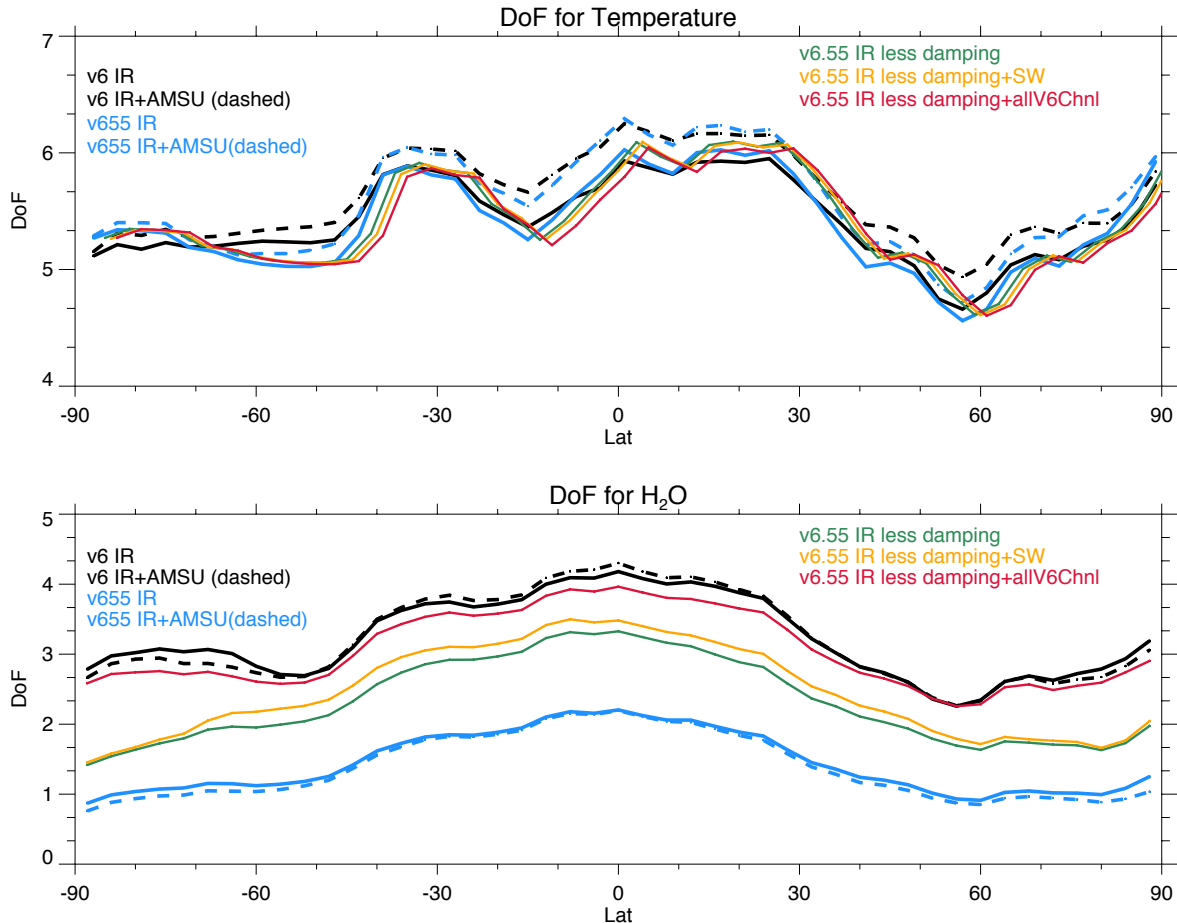 DoF for Temperature
v6 IR
v6 IR+AMSU (dashed)
v655 IR
v655 IR+AMSU(dashed)
v6.55 IR less damping
v6.55 IR less damping+SW
v6.55 IR less damping+allV6Chnl
7
6
5
4
DoF
-90
-60
-30
0
30
60
90
Lat
DoF for H₂O
v6 IR
v6 IR+AMSU (dashed)
v655 IR
v655 IR+AMSU(dashed)
v6.55 IR less damping
v6.55 IR less damping+SW
v6.55 IR less damping+allV6Chnl
5
4
3
2
1
0
DoF
-90
-60
-30
0
30
60
90
Lat